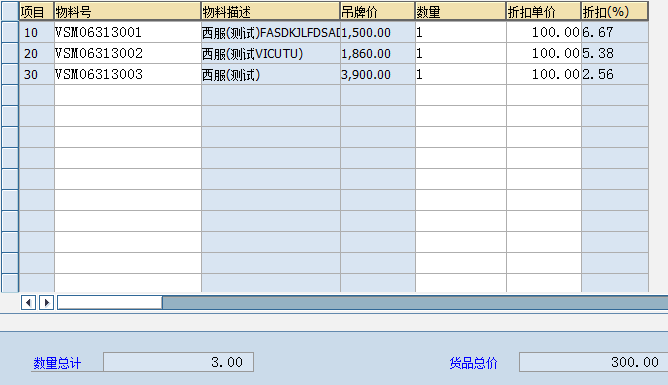 项目 物料号 物料描述 吊牌价 数量 折扣单价 折扣(%)
10 VSM06313001 西服(测试)FASDKJLFDSAD 1,500.00 1 100.00 6.67
20 VSM06313002 西服(测试VICUTU) 1,860.00 1 100.00 5.38
30 VSM06313003 西服(测试) 3,900.00 1 100.00 2.56
数量总计 3.00 货品总价 300.00